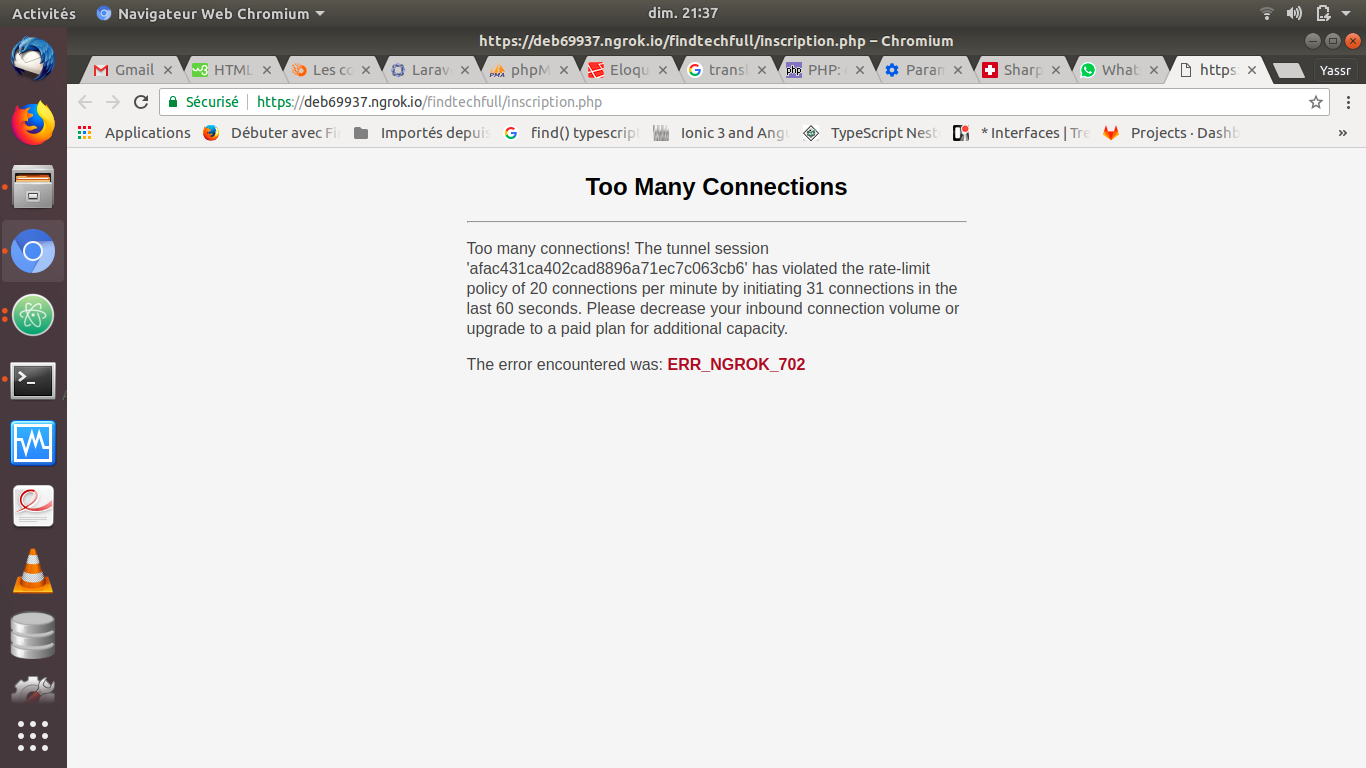 Activités Navigateur Web Chromium dim. 21:37
https://deb69937.ngrok.io/findtechfull/inscription.php – Chromium
Gmail HTML Les co Larave phpM Eloqu transl PHP: Param Sharp Whats https: Yassr
Sécurisé https://deb69937.ngrok.io/findtechfull/inscription.php
Applications Débuter avec Fi Importés depuis find() typescript Ionic 3 and Angu TypeScript Nest * Interfaces | Tre Projects · Dashb »
Too Many Connections
Too many connections! The tunnel session
'afac431ca402cad8896a71ec7c063cb6' has violated the rate-limit
policy of 20 connections per minute by initiating 31 connections in the
last 60 seconds. Please decrease your inbound connection volume or
upgrade to a paid plan for additional capacity.
The error encountered was: ERR_NGROK_702